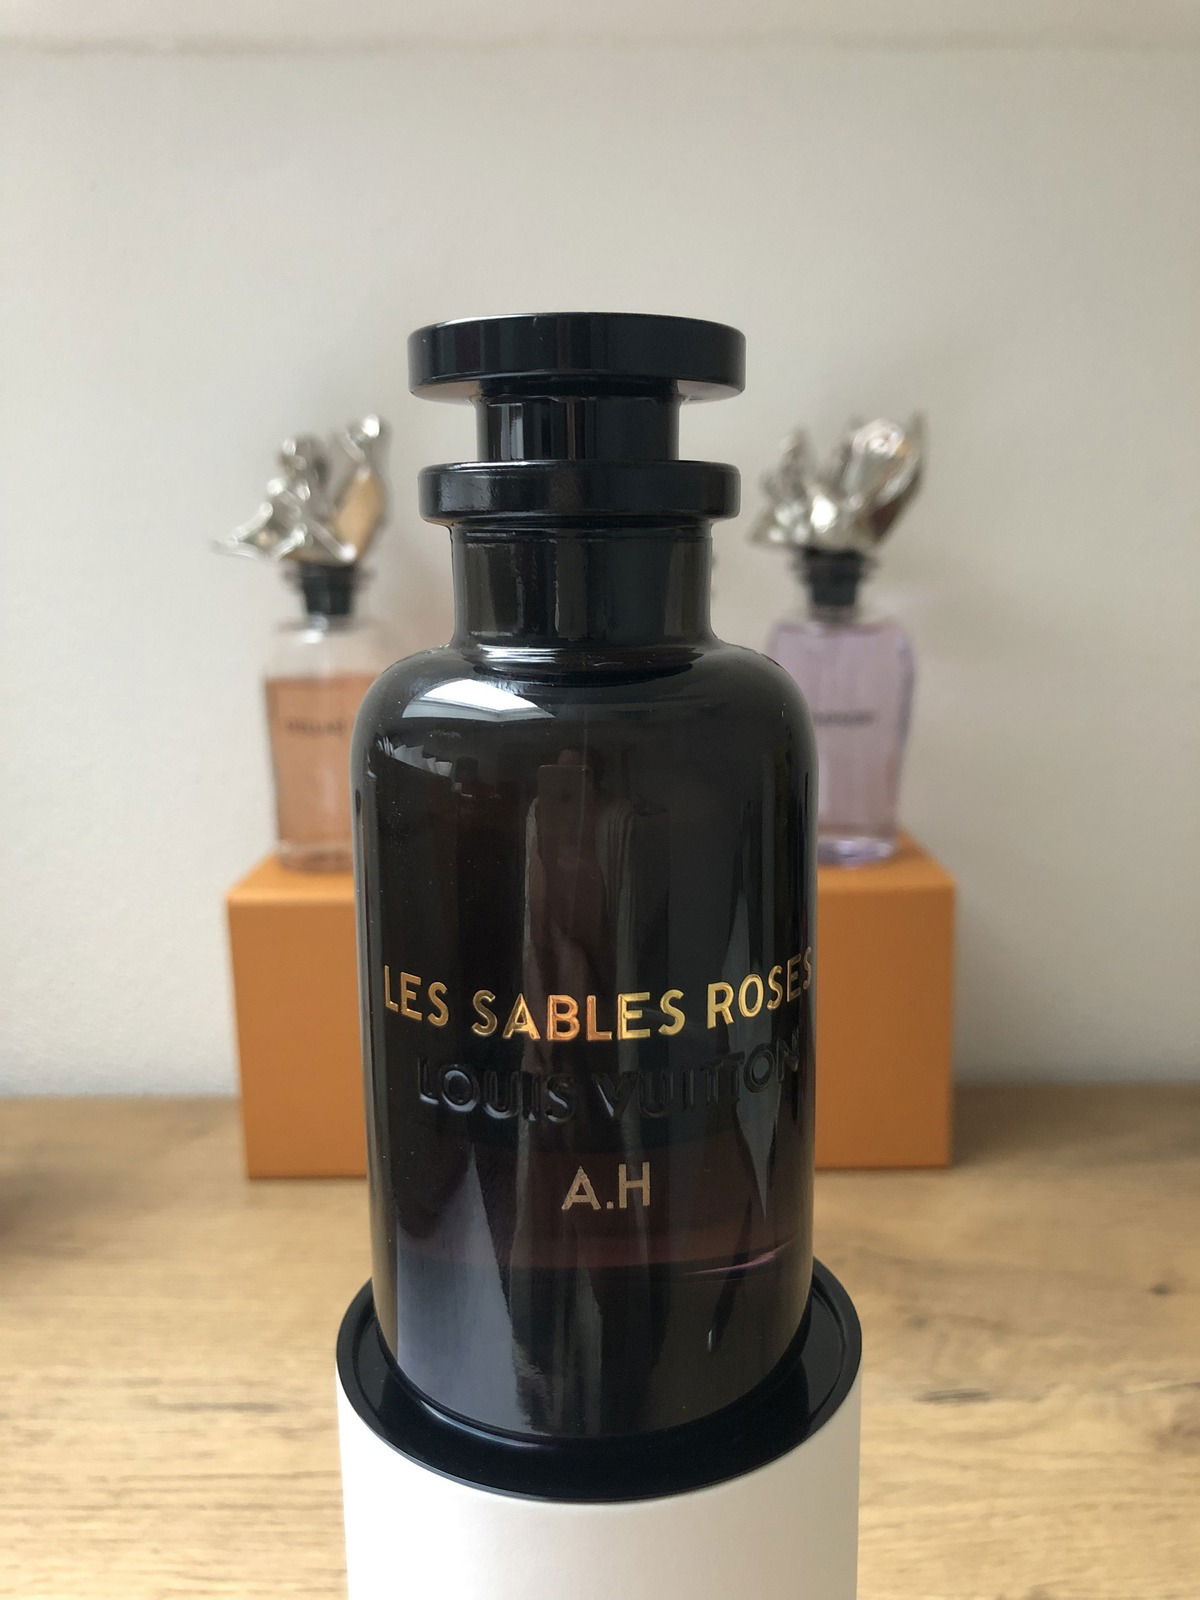 LES SABLES ROSES
LOUIS VUITTON
A.H